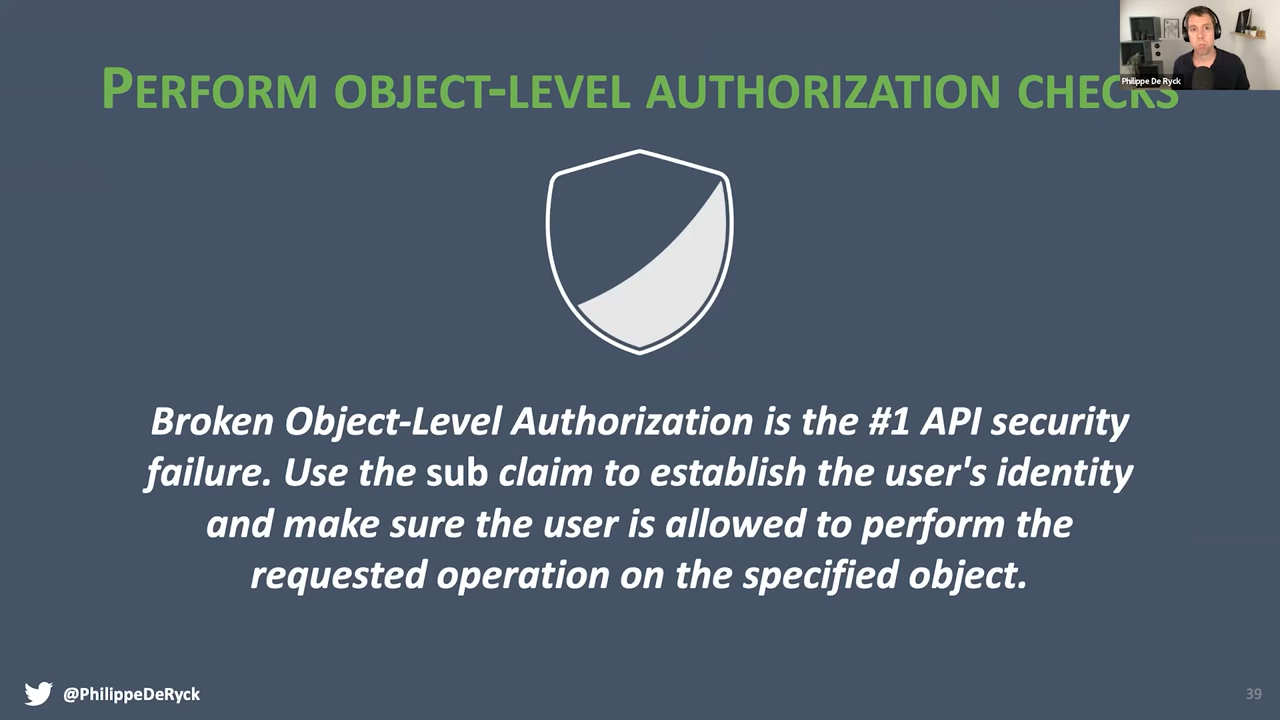 Philippe De Ryck
PERFORM OBJECT-LEVEL AUTHORIZATION CHECKS
Broken Object-Level Authorization is the #1 API security
failure. Use the sub claim to establish the user's identity
and make sure the user is allowed to perform the
requested operation on the specified object.
@PhilippeDeRyck
39